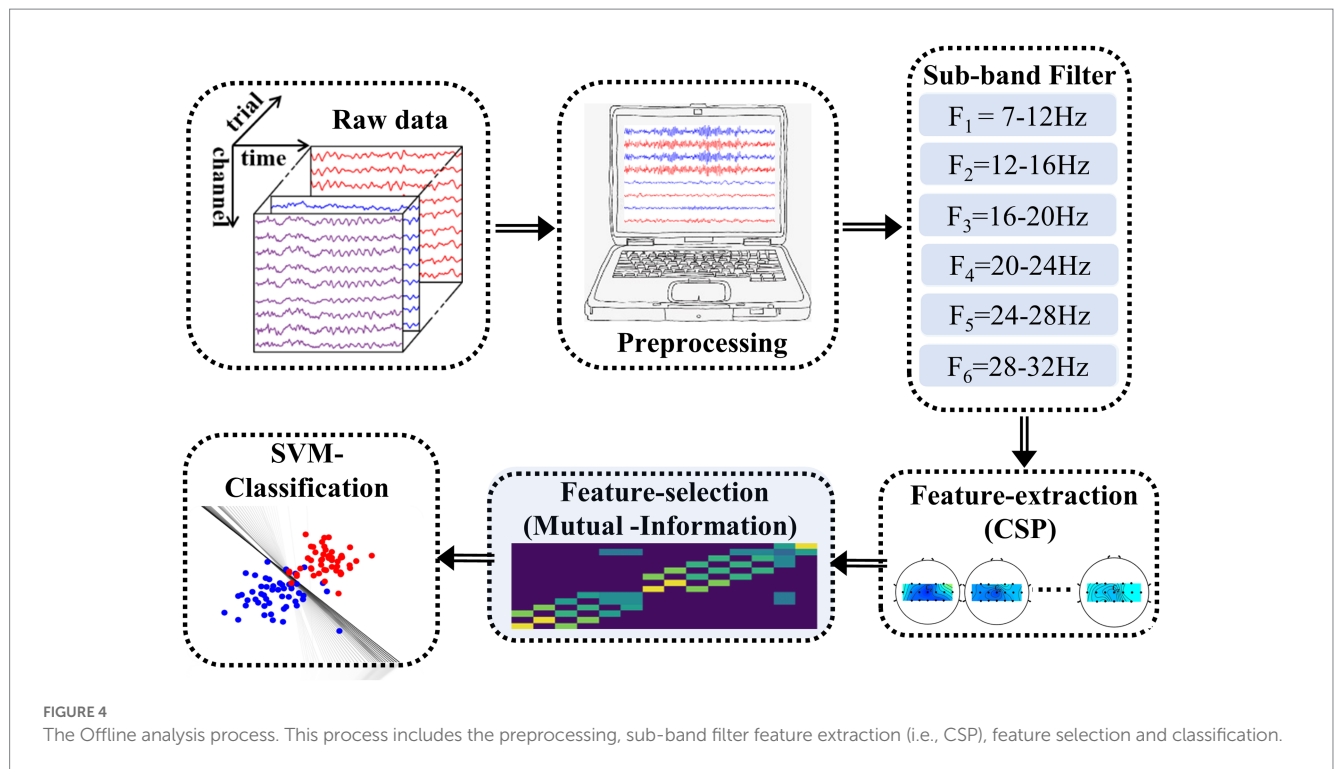 trial
channel
time
Raw data
Preprocessing
Sub-band Filter
F₁ = 7-12Hz
F₂=12-16Hz
F₃=16-20Hz
F₄=20-24Hz
F₅=24-28Hz
F₆=28-32Hz
Feature-extraction
(CSP)
Feature-selection
(Mutual -Information)
SVM-
Classification
FIGURE 4
The Offline analysis process. This process includes the preprocessing, sub-band filter feature extraction (i.e., CSP), feature selection and classification.